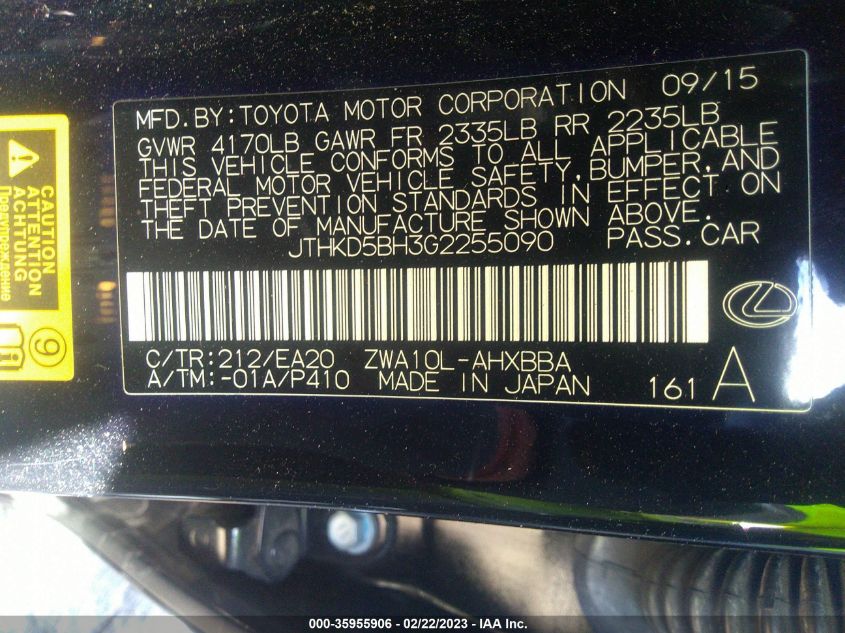 MFD.BY:TOYOTA MOTOR CORPORATION 09/15
GVWR 4170LB GAWR FR 2335LB RR 2235LB
THIS VEHICLE CONFORMS TO ALL APPLICABLE
FEDERAL MOTOR VEHICLE SAFETY,BUMPER,AND
THEFT PREVENTION STANDARDS IN EFFECT ON
THE DATE OF MANUFACTURE SHOWN ABOVE.
JTHKD5BH3G2255090 PASS.CAR
C/TR:212/EA20 ZWA10L-AHXBBA
A/TM:-01A/P410 MADE IN JAPAN 161 A
CAUTION
ATTENTION
ACHTUNG
Предупреждение
9
000-35955906 - 02/22/2023 - IAA Inc.